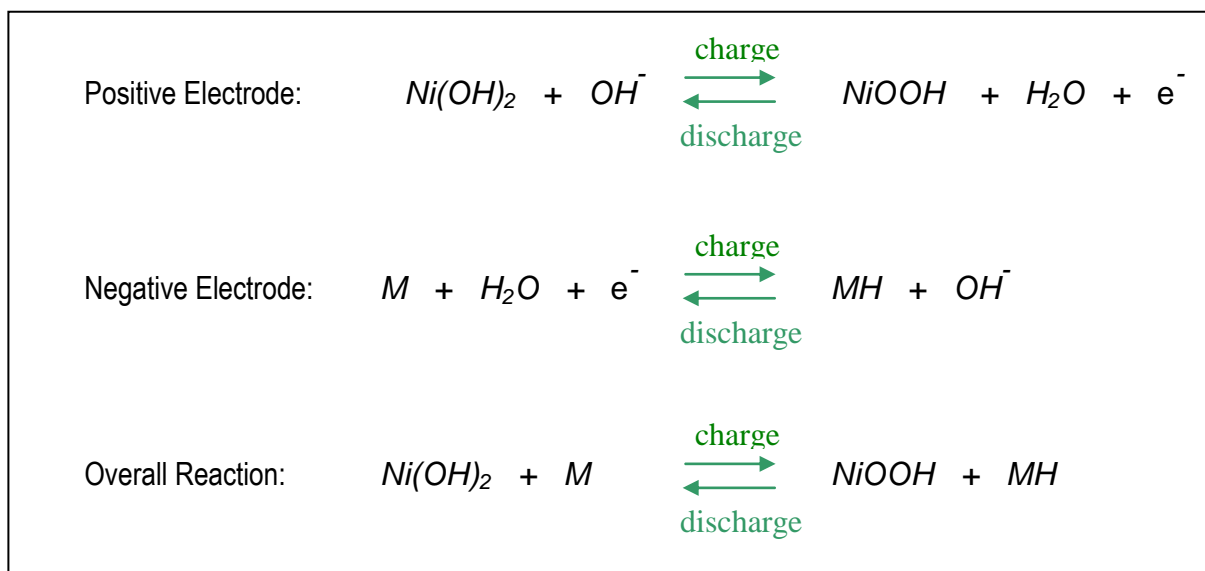 charge
Positive Electrode: Ni(OH)₂ + OH⁻ NiOOH + H₂O + e⁻
discharge
charge
Negative Electrode: M + H₂O + e⁻ MH + OH⁻
discharge
charge
Overall Reaction: Ni(OH)₂ + M NiOOH + MH
discharge